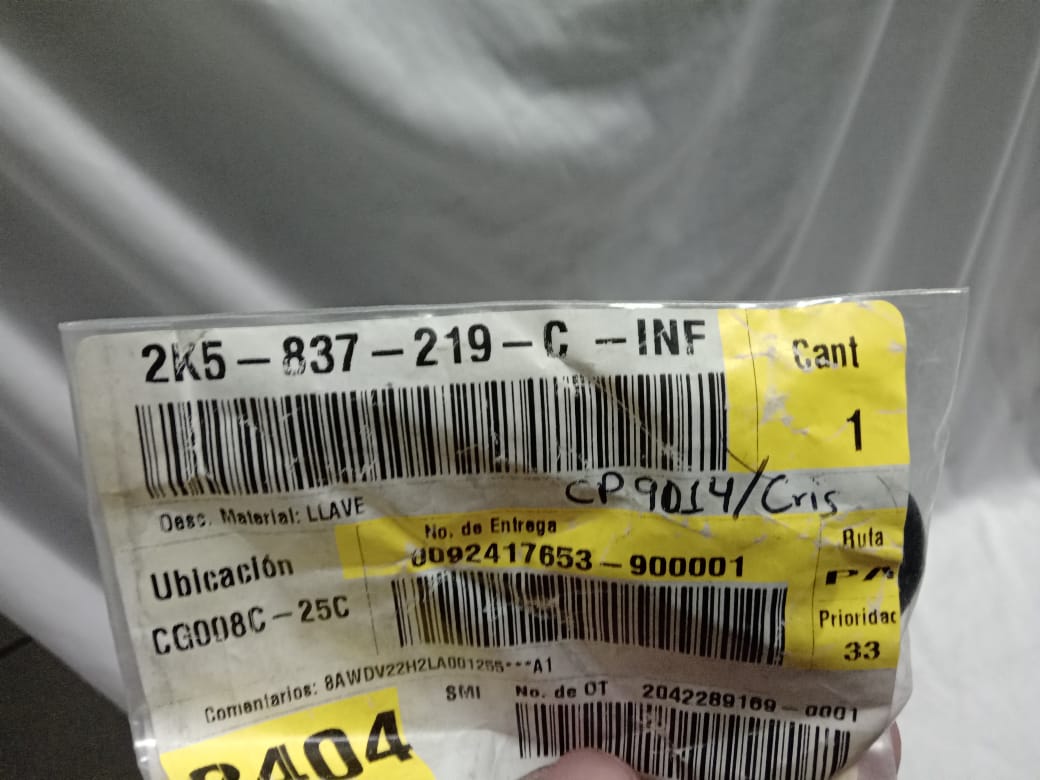 2K5-837-219-C -INF
Cant
1
CP9014/Cris
Desc. Material: LLAVE
No. de Entrega
0092417653-900001
Ruta
Ubicación
CG008C-25C
Prioridad
33
Comentarios: 8AWDV22H2LA001255***A1
SMI
No. de OT
2042289169-0001